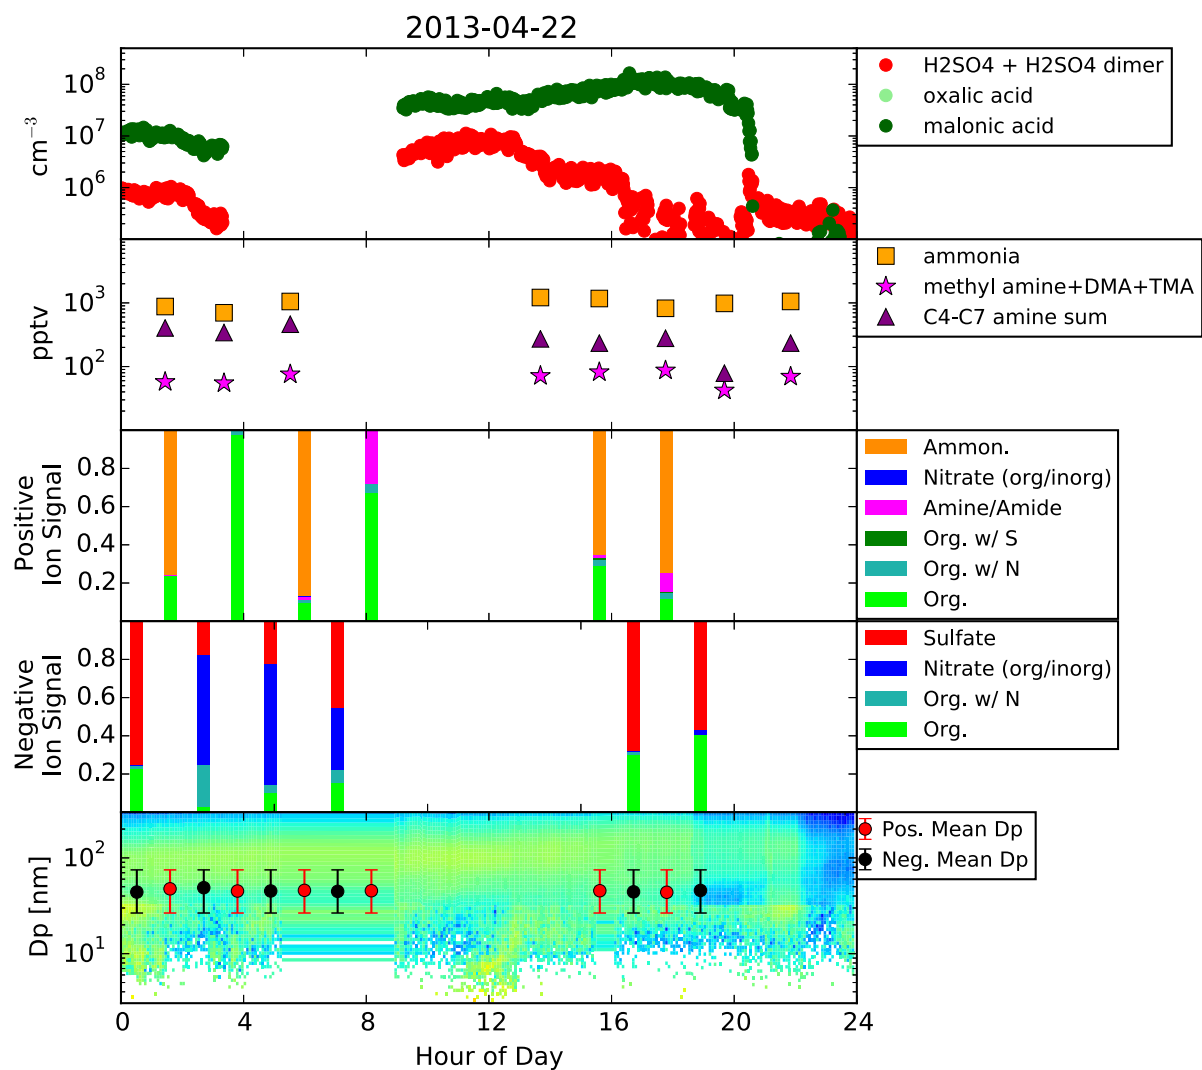 2013-04-22
10^8
10^7
10^6
cm^−3
H2SO4 + H2SO4 dimer
oxalic acid
malonic acid
10^3
10^2
pptv
ammonia
methyl amine+DMA+TMA
C4-C7 amine sum
0.8
0.6
0.4
0.2
Positive
Ion Signal
Ammon.
Nitrate (org/inorg)
Amine/Amide
Org. w/ S
Org. w/ N
Org.
0.8
0.6
0.4
0.2
Negative
Ion Signal
Sulfate
Nitrate (org/inorg)
Org. w/ N
Org.
10^2
10^1
Dp [nm]
Pos. Mean Dp
Neg. Mean Dp
0 4 8 12 16 20 24
Hour of Day